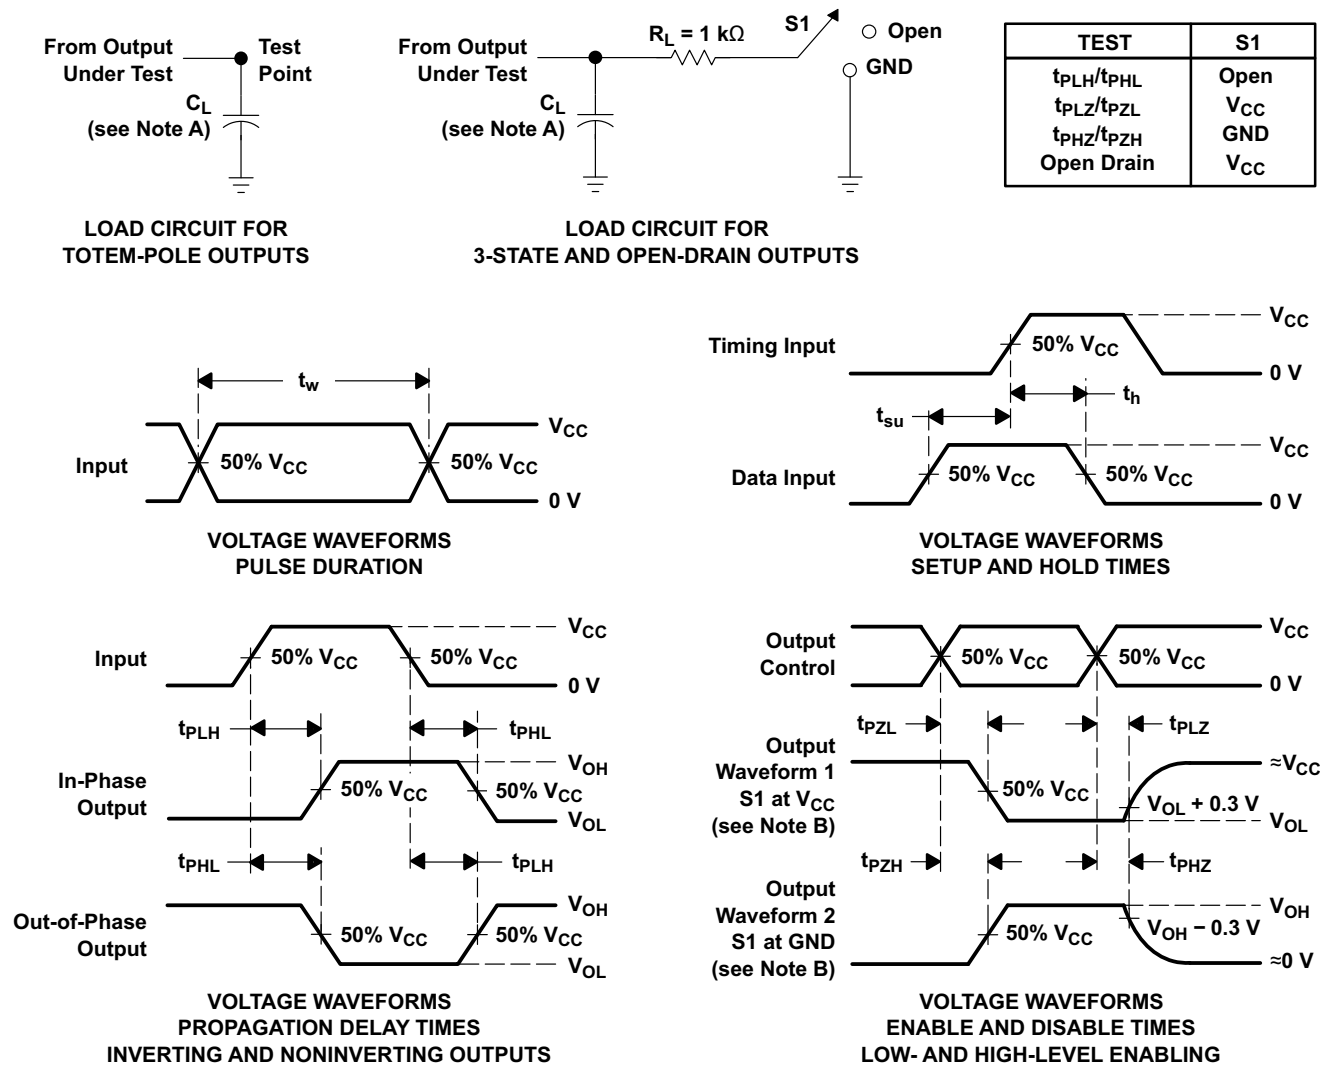 From Output
Under Test
Test
Point
CL
(see Note A)
LOAD CIRCUIT FOR
TOTEM-POLE OUTPUTS
From Output
Under Test
RL = 1 kΩ
S1
Open
GND
CL
(see Note A)
LOAD CIRCUIT FOR
3-STATE AND OPEN-DRAIN OUTPUTS
TEST S1
tPLH/tPHL Open
tPLZ/tPZL VCC
tPHZ/tPZH GND
Open Drain VCC
tw
Input
50% VCC
50% VCC
VCC
0 V
VOLTAGE WAVEFORMS
PULSE DURATION
Timing Input
50% VCC
VCC
0 V
tsu
th
Data Input
50% VCC
50% VCC
VCC
0 V
VOLTAGE WAVEFORMS
SETUP AND HOLD TIMES
Input
50% VCC
50% VCC
VCC
0 V
tPLH
tPHL
In-Phase
Output
50% VCC
50% VCC
VOH
VOL
tPHL
tPLH
Out-of-Phase
Output
50% VCC
50% VCC
VOH
VOL
VOLTAGE WAVEFORMS
PROPAGATION DELAY TIMES
INVERTING AND NONINVERTING OUTPUTS
Output
Control
50% VCC
50% VCC
VCC
0 V
tPZL
tPLZ
Output
Waveform 1
S1 at VCC
(see Note B)
50% VCC
VOL + 0.3 V
≈VCC
VOL
tPZH
tPHZ
Output
Waveform 2
S1 at GND
(see Note B)
50% VCC
VOH − 0.3 V
VOH
≈0 V
VOLTAGE WAVEFORMS
ENABLE AND DISABLE TIMES
LOW- AND HIGH-LEVEL ENABLING